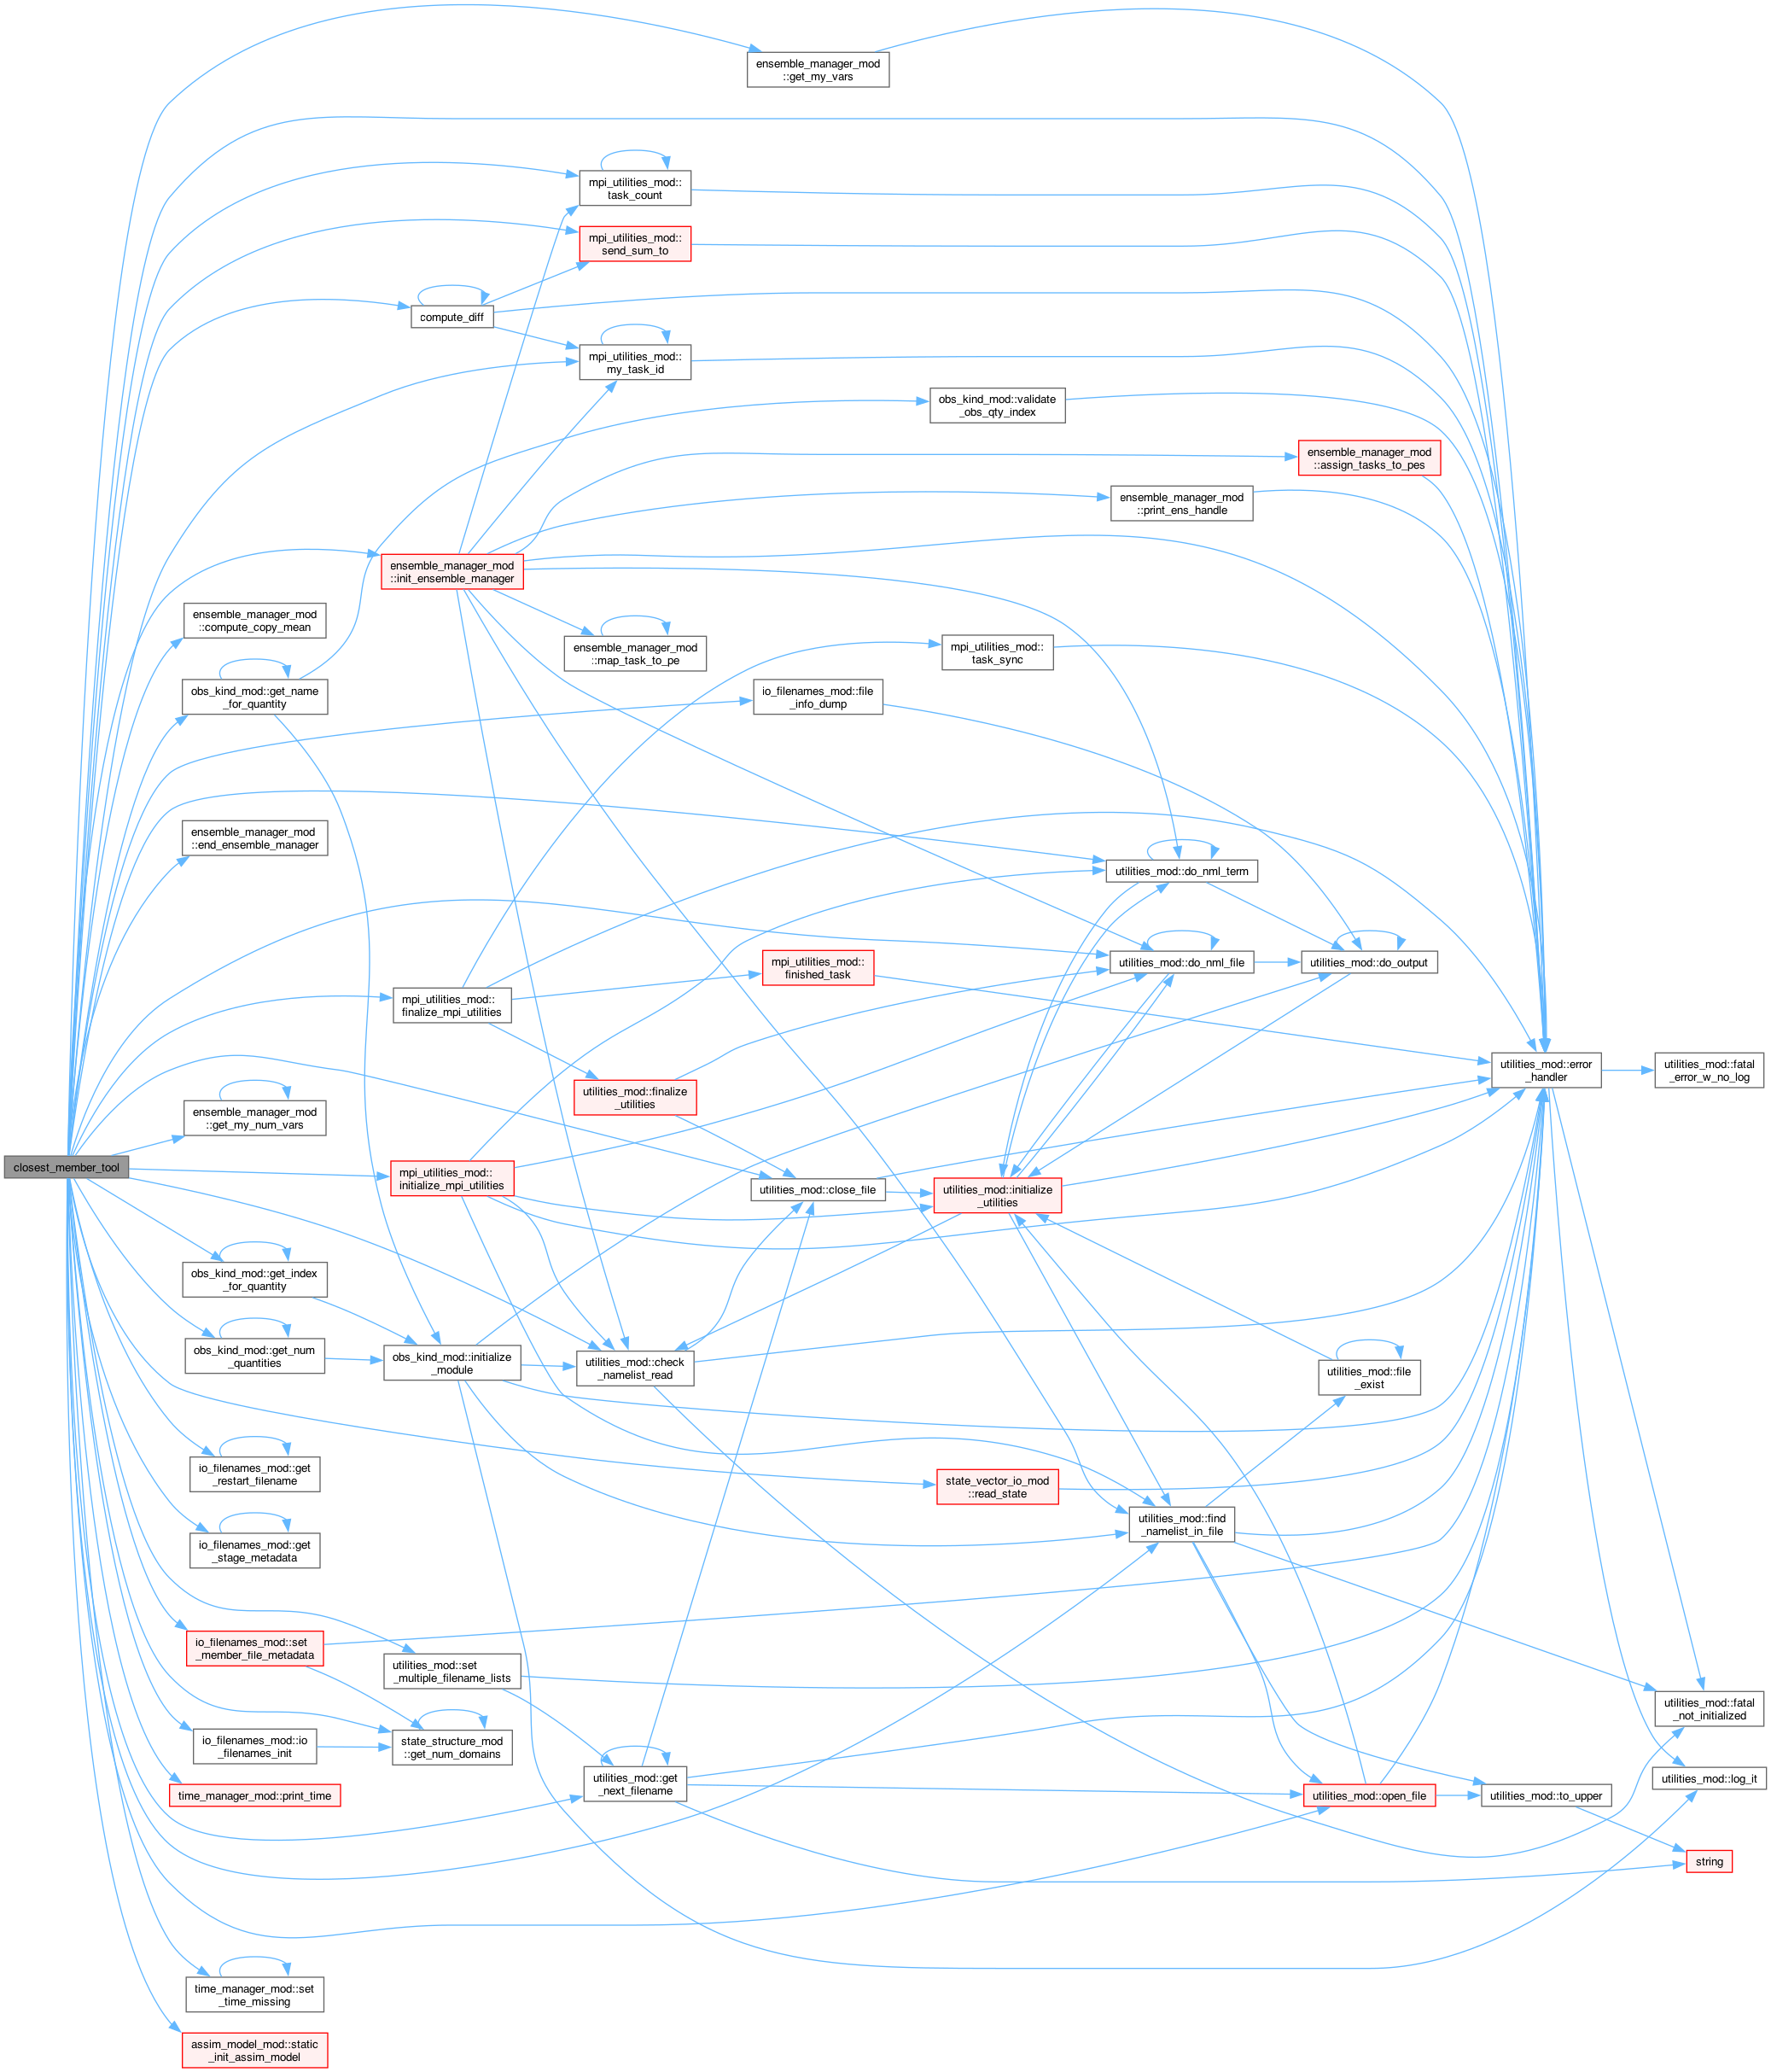 ensemble_manager_mod
::get_my_vars
mpi_utilities_mod::
task_count
mpi_utilities_mod::
send_sum_to
compute_diff
mpi_utilities_mod::
my_task_id
obs_kind_mod::validate
_obs_qty_index
ensemble_manager_mod
::assign_tasks_to_pes
ensemble_manager_mod
::print_ens_handle
ensemble_manager_mod
::init_ensemble_manager
ensemble_manager_mod
::compute_copy_mean
ensemble_manager_mod
::map_task_to_pe
mpi_utilities_mod::
task_sync
obs_kind_mod::get_name
_for_quantity
io_filenames_mod::file
_info_dump
ensemble_manager_mod
::end_ensemble_manager
utilities_mod::do_nml_term
utilities_mod::do_nml_file
utilities_mod::do_output
mpi_utilities_mod::
finished_task
mpi_utilities_mod::
finalize_mpi_utilities
utilities_mod::error
_handler
utilities_mod::fatal
_error_w_no_log
utilities_mod::finalize
_utilities
ensemble_manager_mod
::get_my_num_vars
closest_member_tool
mpi_utilities_mod::
initialize_mpi_utilities
utilities_mod::close_file
utilities_mod::initialize
_utilities
obs_kind_mod::get_index
_for_quantity
obs_kind_mod::get_num
_quantities
obs_kind_mod::initialize
_module
utilities_mod::check
_namelist_read
utilities_mod::file
_exist
io_filenames_mod::get
_restart_filename
state_vector_io_mod
::read_state
utilities_mod::find
_namelist_in_file
io_filenames_mod::get
_stage_metadata
io_filenames_mod::set
_member_file_metadata
utilities_mod::set
_multiple_filename_lists
utilities_mod::fatal
_not_initialized
io_filenames_mod::io
_filenames_init
state_structure_mod
::get_num_domains
utilities_mod::get
_next_filename
utilities_mod::log_it
time_manager_mod::print_time
utilities_mod::open_file
utilities_mod::to_upper
string
time_manager_mod::set
_time_missing
assim_model_mod::static
_init_assim_model